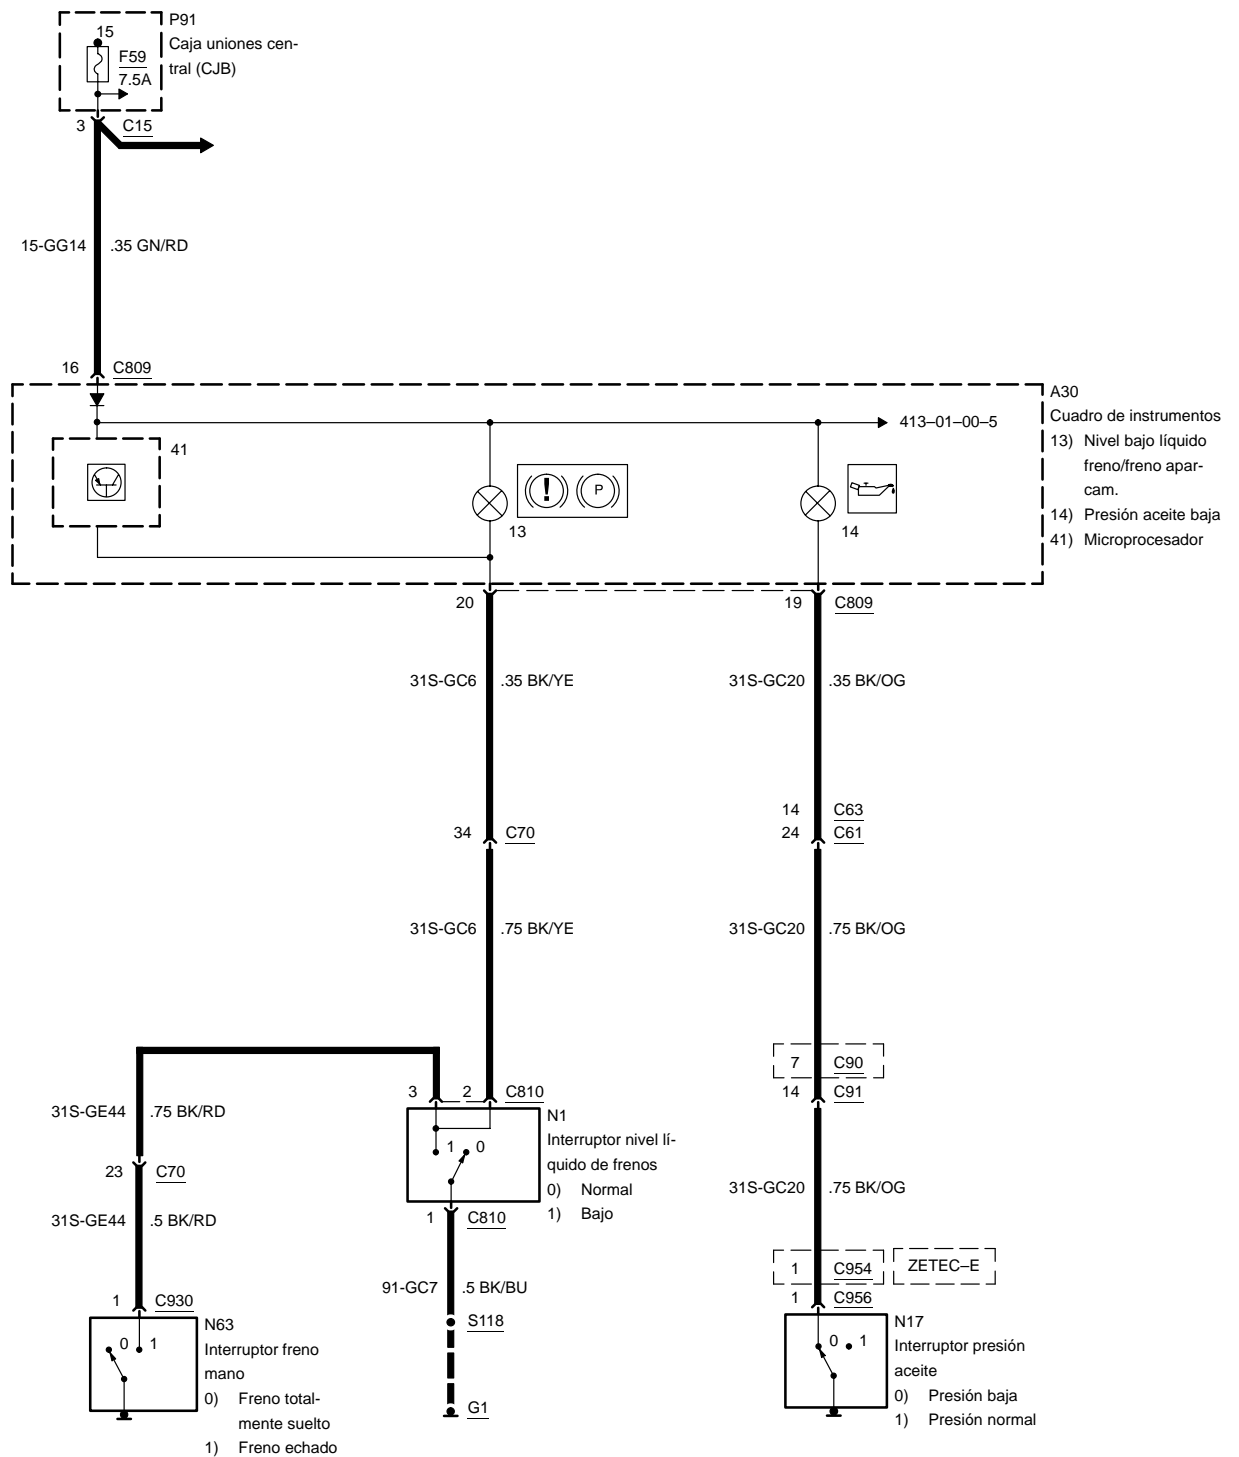 P91
15
Caja uniones cen-
F59
tral (CJB)
7.5A
3 C15
15-GG14 .35 GN/RD
16 C809
A30
Cuadro de instrumentos
413–01–00–5
13) Nivel bajo líquido
41
freno/freno apar-
cam.
! P
14) Presión aceite baja
13 14
41) Microprocesador
20 19 C809
31S-GC6 .35 BK/YE 31S-GC20 .35 BK/OG
14 C63
34 C70 24 C61
31S-GC6 .75 BK/YE 31S-GC20 .75 BK/OG
7 C90
3 2 C810 14 C91
31S-GE44 .75 BK/RD
N1
Interruptor nivel lí-
1 0
quido de frenos
23 C70
0) Normal
31S-GC20 .75 BK/OG
1) Bajo
31S-GE44 .5 BK/RD
1 C810
1 C954 ZETEC–E
91-GC7 .5 BK/BU
1 C930
1 C956
S118
N63
N17
0 1
Interruptor freno
mano
0 1
Interruptor presión
aceite
0) Freno total-
mente suelto
0) Presión baja
G1
1) Presión normal
1) Freno echado